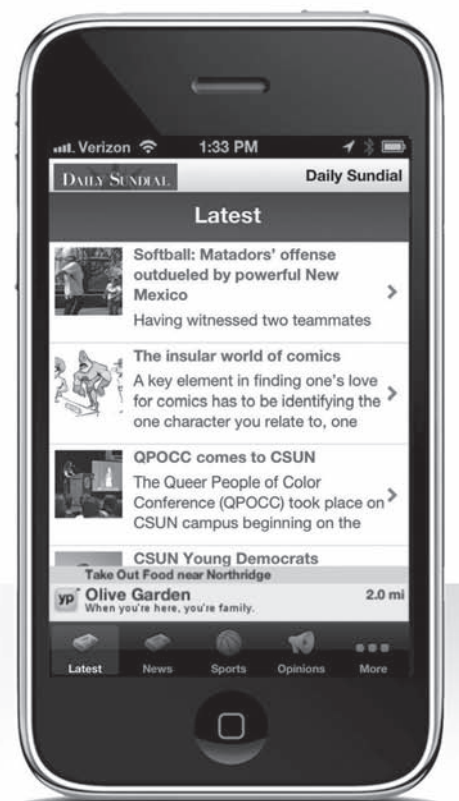 Verizon 1:33 PM
DAILY SUNDIAL Daily Sundial
Latest
Softball: Matadors' offense
outdueled by powerful New
Mexico
Having witnessed two teammates
The insular world of comics
A key element in finding one's love
for comics has to be identifying the
one character you relate to, one
QPOCC comes to CSUN
The Queer People of Color
Conference (QPOCC) took place on
CSUN campus beginning on the
CSUN Young Democrats
Take Out Food near Northridge
yp Olive Garden 2.0 mi
When you're here, you're family.
Latest News Sports Opinions More